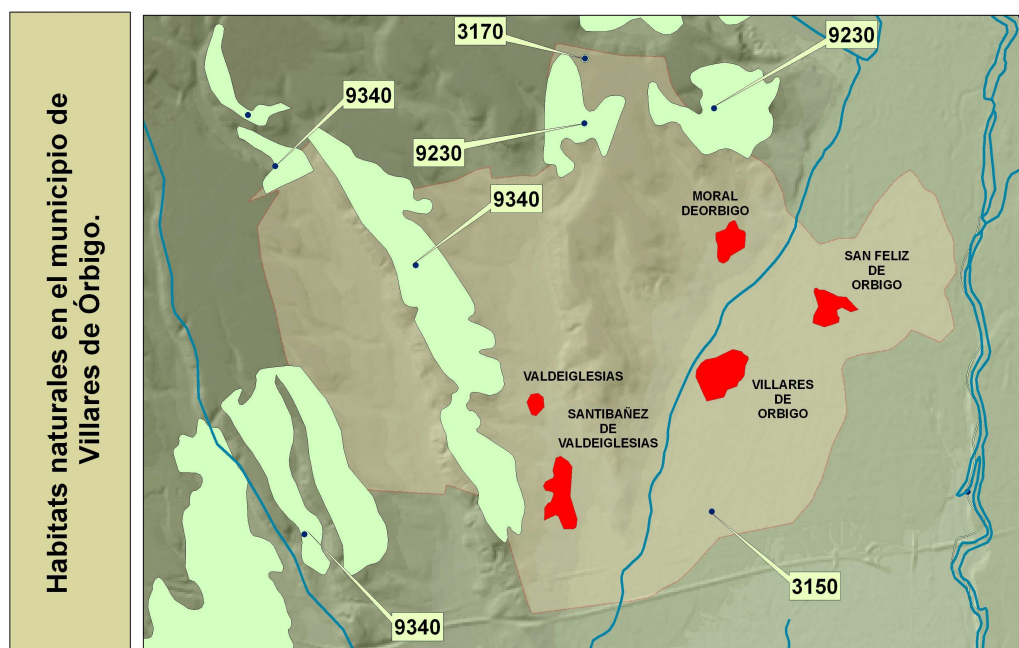 Habitats naturales en el municipio de
Villares de Órbigo.
3170
9230
9340
9230
9340
MORAL
DEORBIGO
SAN FELIZ
DE
ORBIGO
VALDEIGLESIAS
VILLARES
DE
ORBIGO
SANTIBAÑEZ
DE
VALDEIGLESIAS
3150
9340